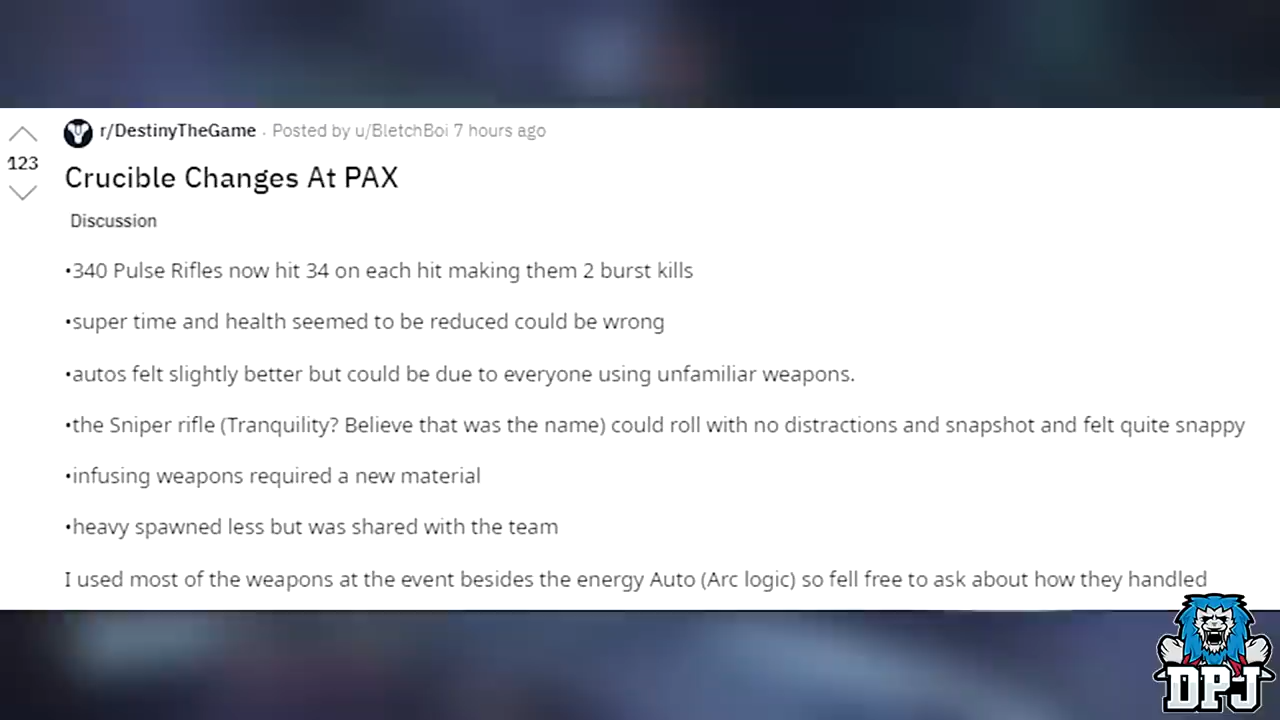 r/DestinyTheGame · Posted by u/BletchBoi 7 hours ago
123
Crucible Changes At PAX
Discussion
•340 Pulse Rifles now hit 34 on each hit making them 2 burst kills
•super time and health seemed to be reduced could be wrong
•autos felt slightly better but could be due to everyone using unfamiliar weapons.
•the Sniper rifle (Tranquility? Believe that was the name) could roll with no distractions and snapshot and felt quite snappy
•infusing weapons required a new material
•heavy spawned less but was shared with the team
I used most of the weapons at the event besides the energy Auto (Arc logic) so fell free to ask about how they handled
DPJ